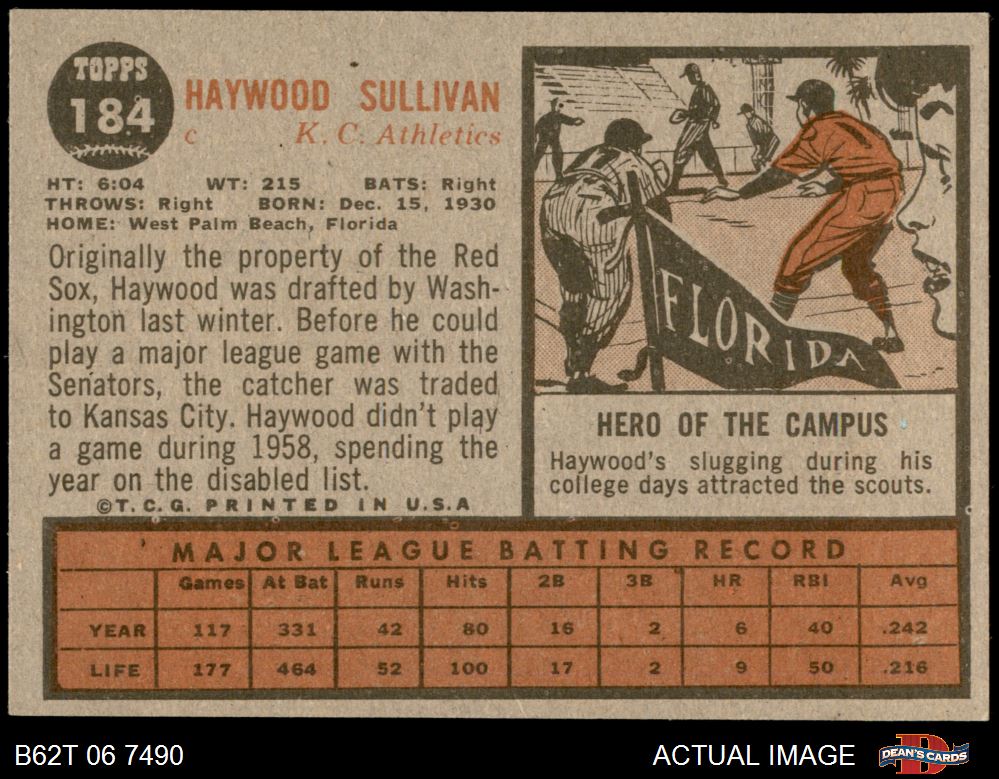 TOPPS
184
HAYWOOD SULLIVAN
C K. C. Athletics
HT: 6:04 WT: 215 BATS: Right
THROWS: Right BORN: Dec. 15, 1930
HOME: West Palm Beach, Florida
Originally the property of the Red
Sox, Haywood was drafted by Wash-
ington last winter. Before he could
play a major league game with the
Senators, the catcher was traded
to Kansas City. Haywood didn't play
a game during 1958, spending the
year on the disabled list.
©T.C.G. PRINTED IN U.S.A
FLORIDA
HERO OF THE CAMPUS
Haywood's slugging during his
college days attracted the scouts.
MAJOR LEAGUE BATTING RECORD
Games At Bat Runs Hits 2B 3B HR RBI Avg
YEAR 117 331 42 80 16 2 6 40 .242
LIFE 177 464 52 100 17 2 9 50 .216
B62T 06 7490 ACTUAL IMAGE
DEAN'S CARDS